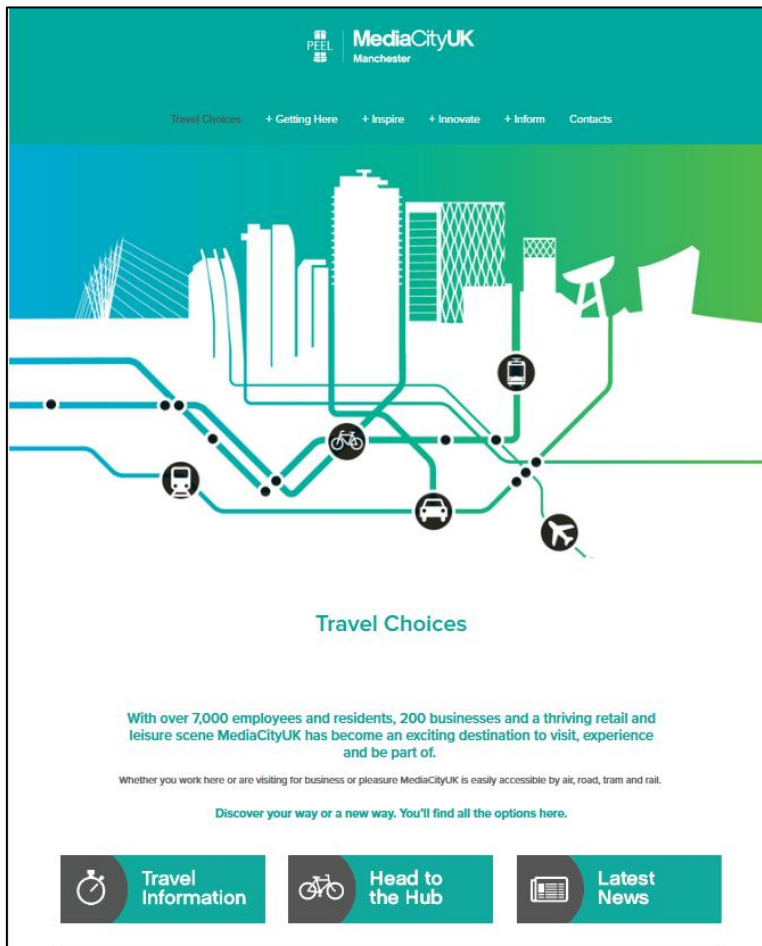 PEEL
MediaCityUK
Manchester
Travel Choices + Getting Here + Inspire + Innovate + Inform Contacts
Travel Choices
With over 7,000 employees and residents, 200 businesses and a thriving retail and
leisure scene MediaCityUK has become an exciting destination to visit, experience
and be part of.
Whether you work here or are visiting for business or pleasure MediaCityUK is easily accessible by air, road, tram and rail.
Discover your way or a new way. You'll find all the options here.
Travel
Information
Head to
the Hub
Latest
News